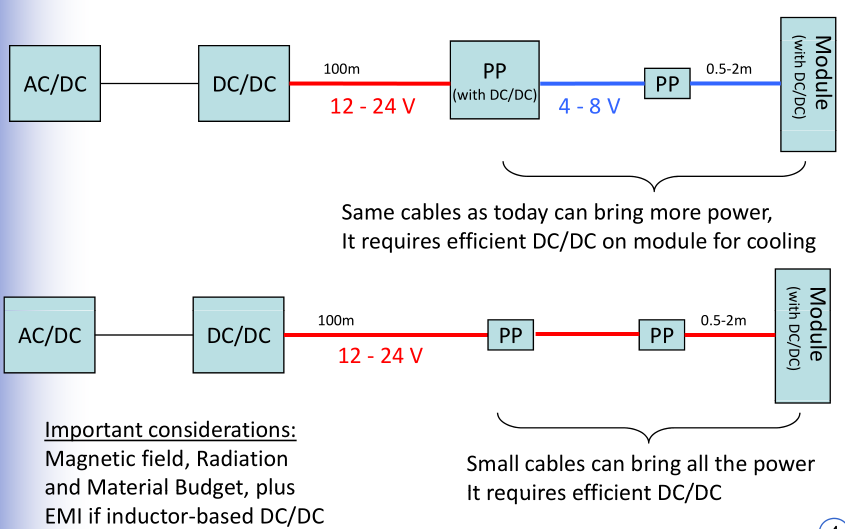 AC/DC
DC/DC
100m
12 - 24 V
PP
(with DC/DC)
4 - 8 V
PP
0.5-2m
Module
(with DC/DC)
Same cables as today can bring more power,
It requires efficient DC/DC on module for cooling
AC/DC
DC/DC
100m
12 - 24 V
PP
PP
0.5-2m
Module
(with DC/DC)
Important considerations:
Magnetic field, Radiation
and Material Budget, plus
EMI if inductor-based DC/DC
Small cables can bring all the power
It requires efficient DC/DC